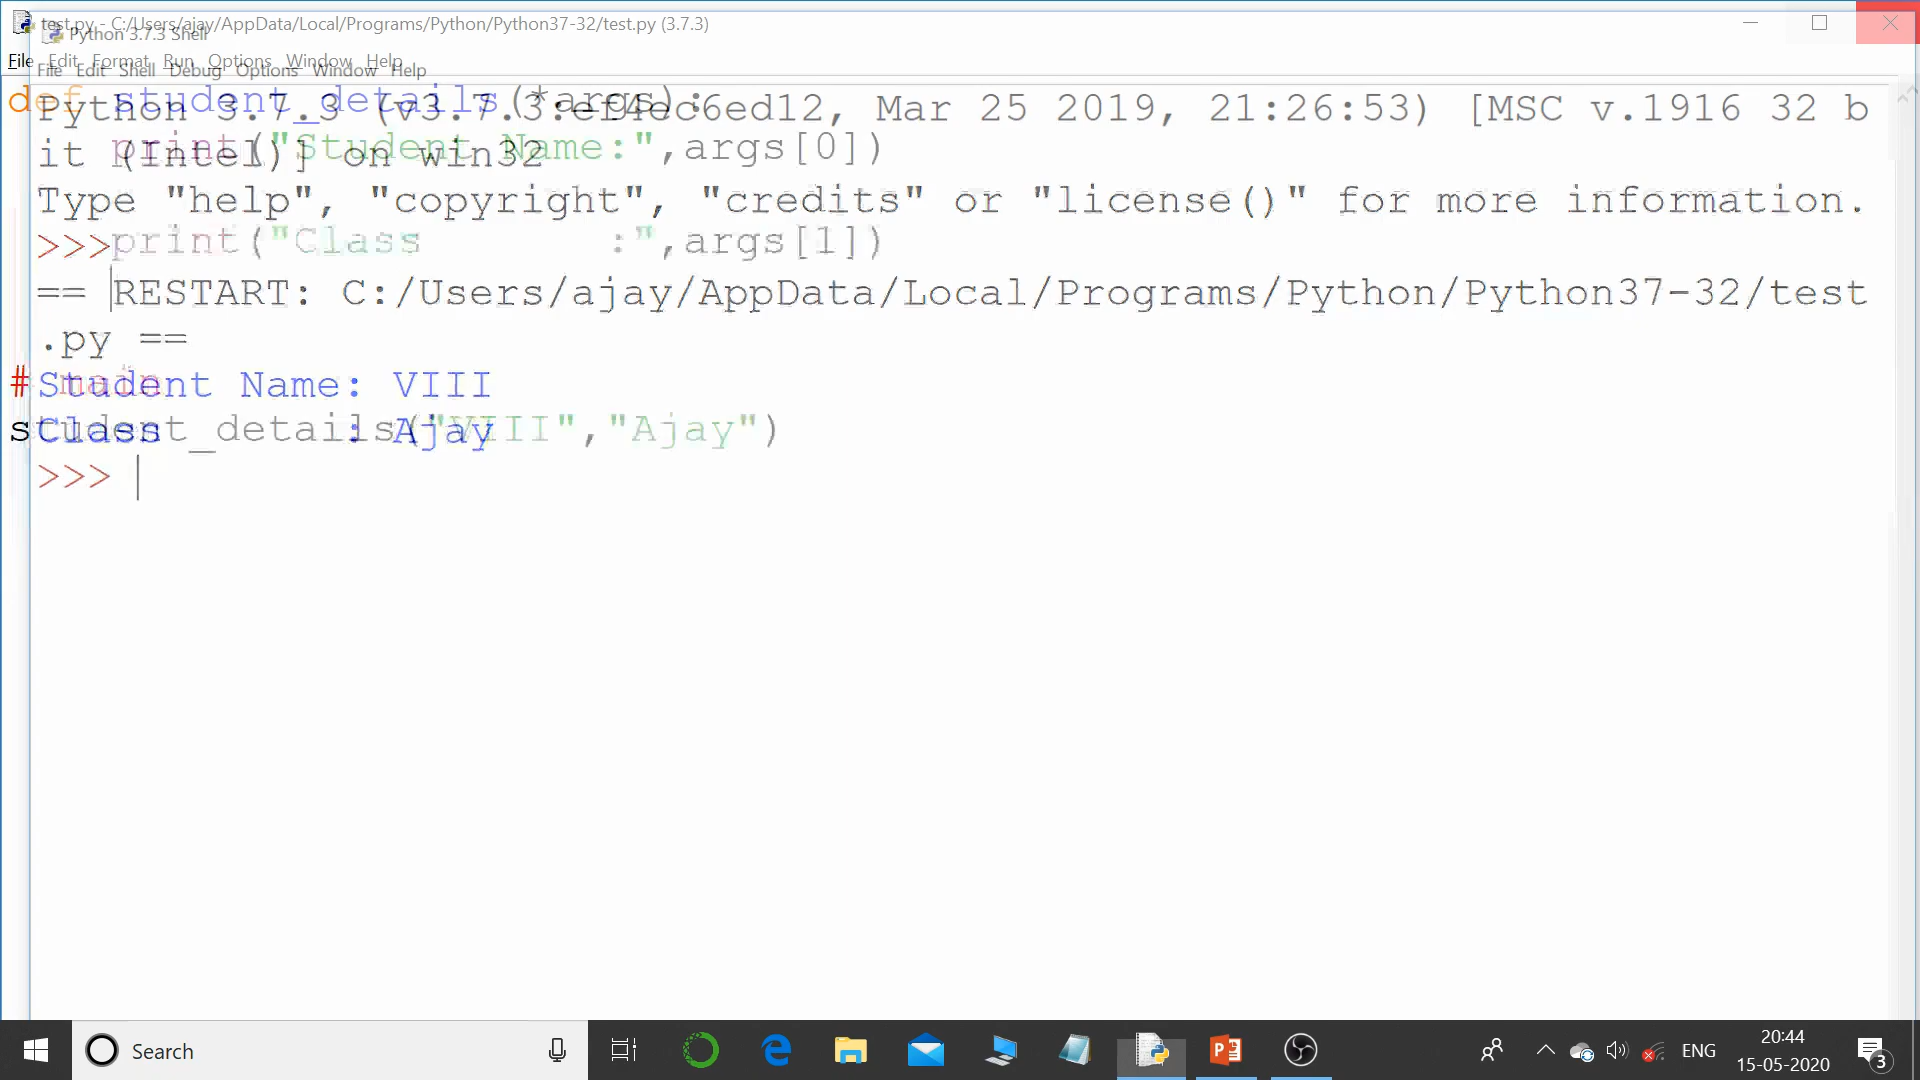 test.py - C:/Users/ajay/AppData/Local/Programs/Python/Python37-32/test.py (3.7.3)
Python 3.7.3 Shell
File Edit Format Run Options Window Help
File Edit Shell Debug Options Window Help
def student_details(*args):
Python 3.7.3 (v3.7.3:ef4ec6ed12, Mar 25 2019, 21:26:53) [MSC v.1916 32 b
print("Student Name:",args[0])
it (Intel)] on win32
Type "help", "copyright", "credits" or "license()" for more information.
print("Class :",args[1])
>>>
== RESTART: C:/Users/ajay/AppData/Local/Programs/Python/Python37-32/test
.py ==
# main
Student Name: VIII
student_details("VIII","Ajay")
Class : Ajay
>>>
Search
ENG
20:44
15-05-2020
3